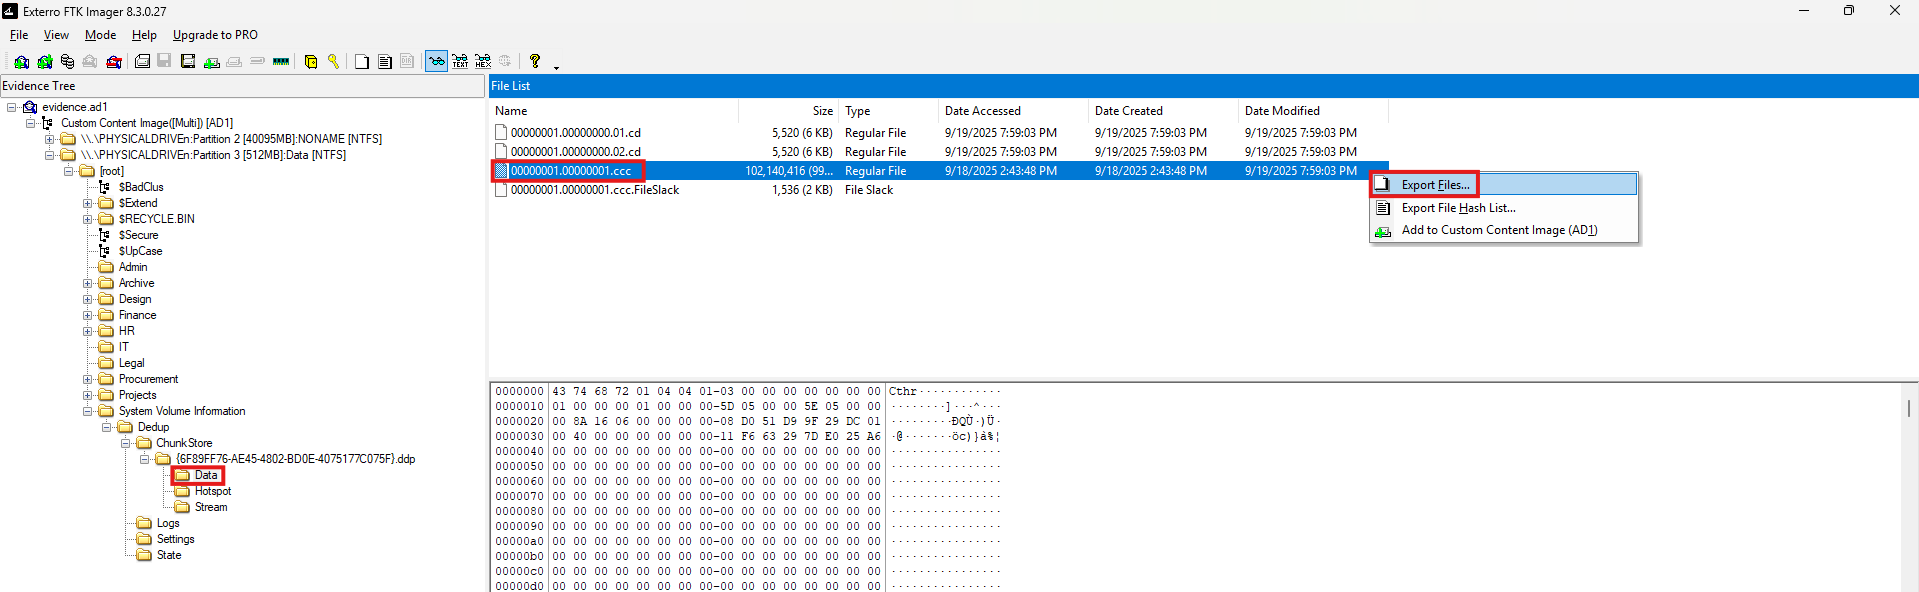 Exterro FTK Imager 8.3.0.27
File View Mode Help Upgrade to PRO
TEXT HEX DIR
Evidence Tree
evidence.ad1
Custom Content Image([Multi]) [AD1]
\\.\PHYSICALDRIVEn:Partition 2 [40095MB]:NONAME [NTFS]
\\.\PHYSICALDRIVEn:Partition 3 [512MB]:Data [NTFS]
[root]
$BadClus
$Extend
$RECYCLE.BIN
$Secure
$UpCase
Admin
Archive
Design
Finance
HR
IT
Legal
Procurement
Projects
System Volume Information
Dedup
ChunkStore
{6F89FF76-AE45-4802-BD0E-4075177C075F}.ddp
Data
Hotspot
Stream
Logs
Settings
State
File List
Name Size Type Date Accessed Date Created Date Modified
00000001.00000000.01.cd 5,520 (6 KB) Regular File 9/19/2025 7:59:03 PM 9/19/2025 7:59:03 PM 9/19/2025 7:59:03 PM
00000001.00000000.02.cd 5,520 (6 KB) Regular File 9/19/2025 7:59:03 PM 9/19/2025 7:59:03 PM 9/19/2025 7:59:03 PM
00000001.00000001.ccc 102,140,416 (99... Regular File 9/18/2025 2:43:48 PM 9/18/2025 2:43:48 PM 9/19/2025 7:59:03 PM
00000001.00000001.ccc.FileSlack 1,536 (2 KB) File Slack
Export Files...
Export File Hash List...
Add to Custom Content Image (AD1)
0000000 43 74 68 72 01 04 04 01-03 00 00 00 00 00 00 00 Cthr············
0000010 01 00 00 00 01 00 00 00-5D 05 00 00 5E 05 00 00 ········]···^···
0000020 00 8A 16 06 00 00 00 00-08 D0 51 D9 9F 29 DC 01 ·········ÐQÙ·)Ü·
0000030 00 40 00 00 00 00 00 00-11 F6 63 29 7D E0 25 A6 ·@·······öc)}à%¦
0000040 00 00 00 00 00 00 00 00-00 00 00 00 00 00 00 00 ················
0000050 00 00 00 00 00 00 00 00-00 00 00 00 00 00 00 00 ················
0000060 00 00 00 00 00 00 00 00-00 00 00 00 00 00 00 00 ················
0000070 00 00 00 00 00 00 00 00-00 00 00 00 00 00 00 00 ················
0000080 00 00 00 00 00 00 00 00-00 00 00 00 00 00 00 00 ················
0000090 00 00 00 00 00 00 00 00-00 00 00 00 00 00 00 00 ················
00000a0 00 00 00 00 00 00 00 00-00 00 00 00 00 00 00 00 ················
00000b0 00 00 00 00 00 00 00 00-00 00 00 00 00 00 00 00 ················
00000c0 00 00 00 00 00 00 00 00-00 00 00 00 00 00 00 00 ················
00000d0 00 00 00 00 00 00 00 00-00 00 00 00 00 00 00 00 ················